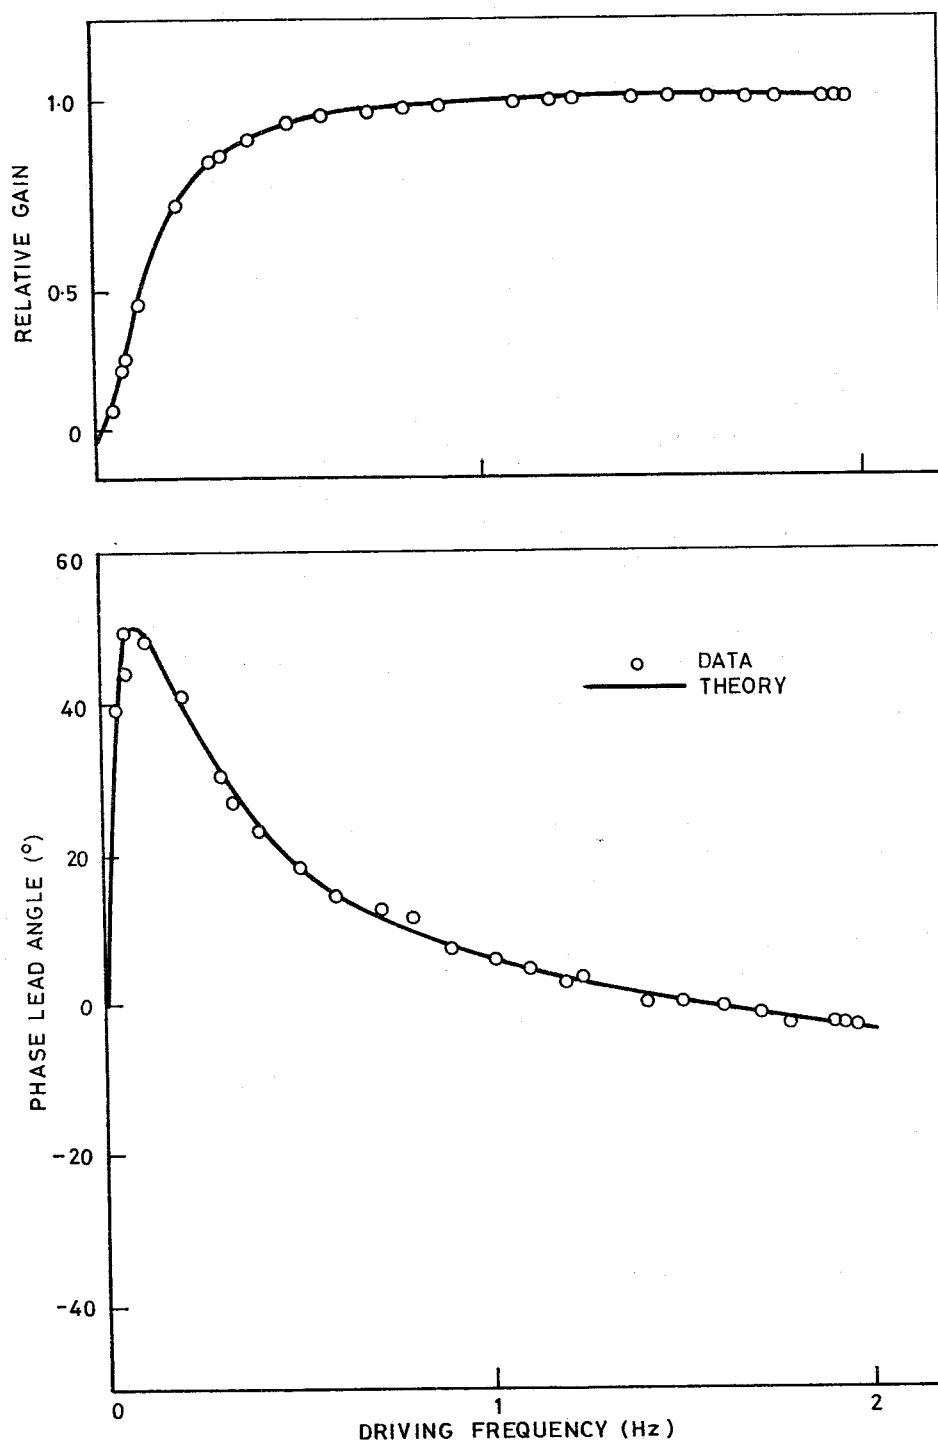 1·0
RELATIVE GAIN
0·5
0
60
DATA
THEORY
40
20
PHASE LEAD ANGLE (°)
0
-20
-40
0
1
2
DRIVING FREQUENCY (Hz)